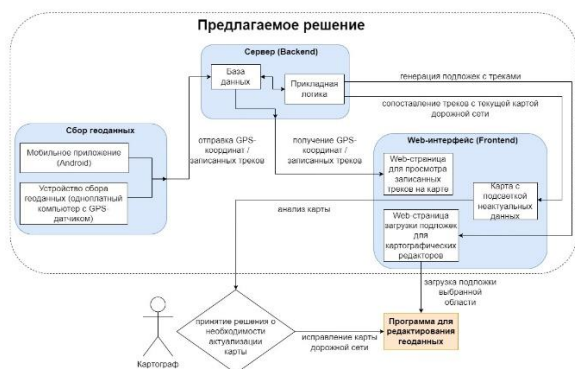 Предлагаемое решение
Сервер (Backend)
База
данных
Прикладная
логика
генерация подложек с треками
сопоставление треков с текущей картой
дорожной сети
Сбор геоданных
Мобильное приложение
(Android)
Устройство сбора
геоданных (одноплатный
компьютер с GPS-
датчиком)
отправка GPS-
координат /
записанных треков
получение GPS-
координат /
записанных треков
Web-интерфейс (Frontend)
Web-страница
для просмотра
записанных
треков на карте
Карта с
подсветкой
неактуальных
данных
Web-страница
загрузки подложек
для
картографических
редакторов
анализ карты
загрузка подложки
выбранной
области
Картограф
принятие решения о
необходимости
актуализации
карты
исправление карты
дорожной сети
Программа для
редактирования
геоданных